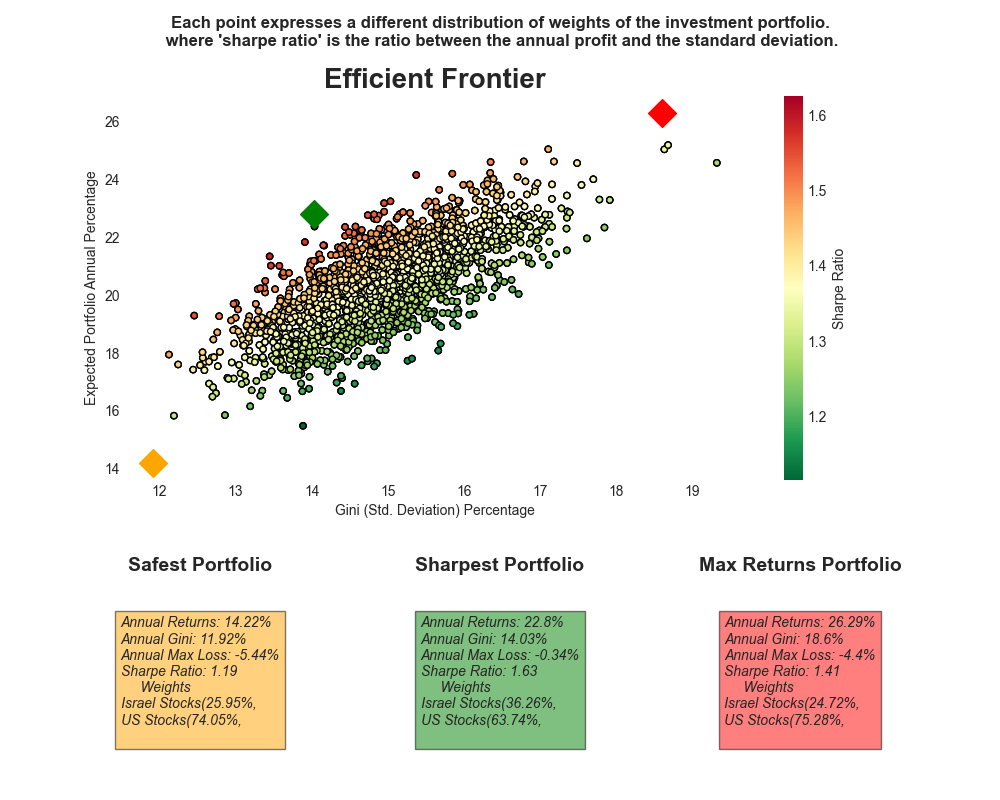 Each point expresses a different distribution of weights of the investment portfolio.
where 'sharpe ratio' is the ratio between the annual profit and the standard deviation.
Efficient Frontier
Expected Portfolio Annual Percentage
26
24
22
20
18
16
14
12
13
14
15
16
17
18
19
Gini (Std. Deviation) Percentage
1.6
1.5
1.4
1.3
1.2
Sharpe Ratio
Safest Portfolio
Annual Returns: 14.22%
Annual Gini: 11.92%
Annual Max Loss: -5.44%
Sharpe Ratio: 1.19
Weights
Israel Stocks(25.95%,
US Stocks(74.05%,
Sharpest Portfolio
Annual Returns: 22.8%
Annual Gini: 14.03%
Annual Max Loss: -0.34%
Sharpe Ratio: 1.63
Weights
Israel Stocks(36.26%,
US Stocks(63.74%,
Max Returns Portfolio
Annual Returns: 26.29%
Annual Gini: 18.6%
Annual Max Loss: -4.4%
Sharpe Ratio: 1.41
Weights
Israel Stocks(24.72%,
US Stocks(75.28%,